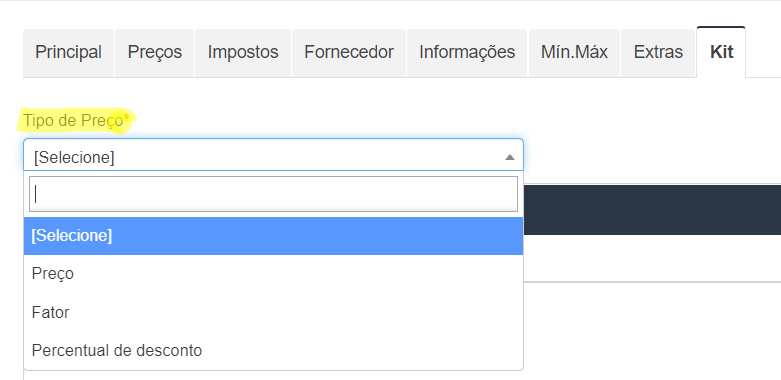 Principal Preços Impostos Fornecedor Informações Mín.Máx Extras Kit
Tipo de Preço*
[Selecione]
[Selecione]
Preço
Fator
Percentual de desconto